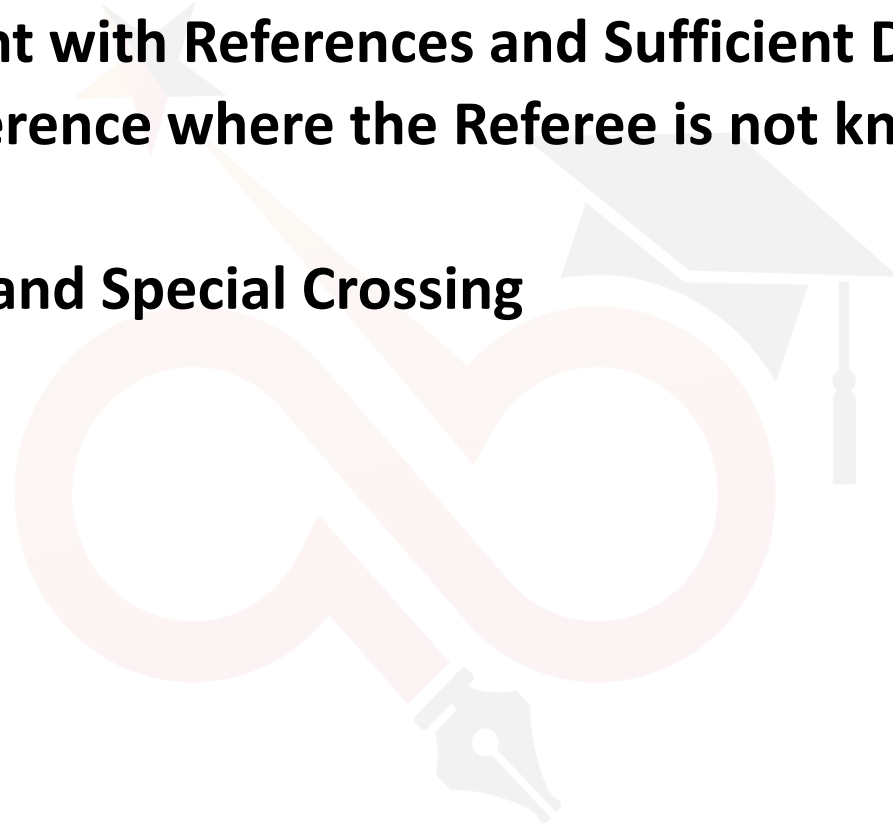 nt with References and Sufficient D
erence where the Referee is not kn
and Special Crossing